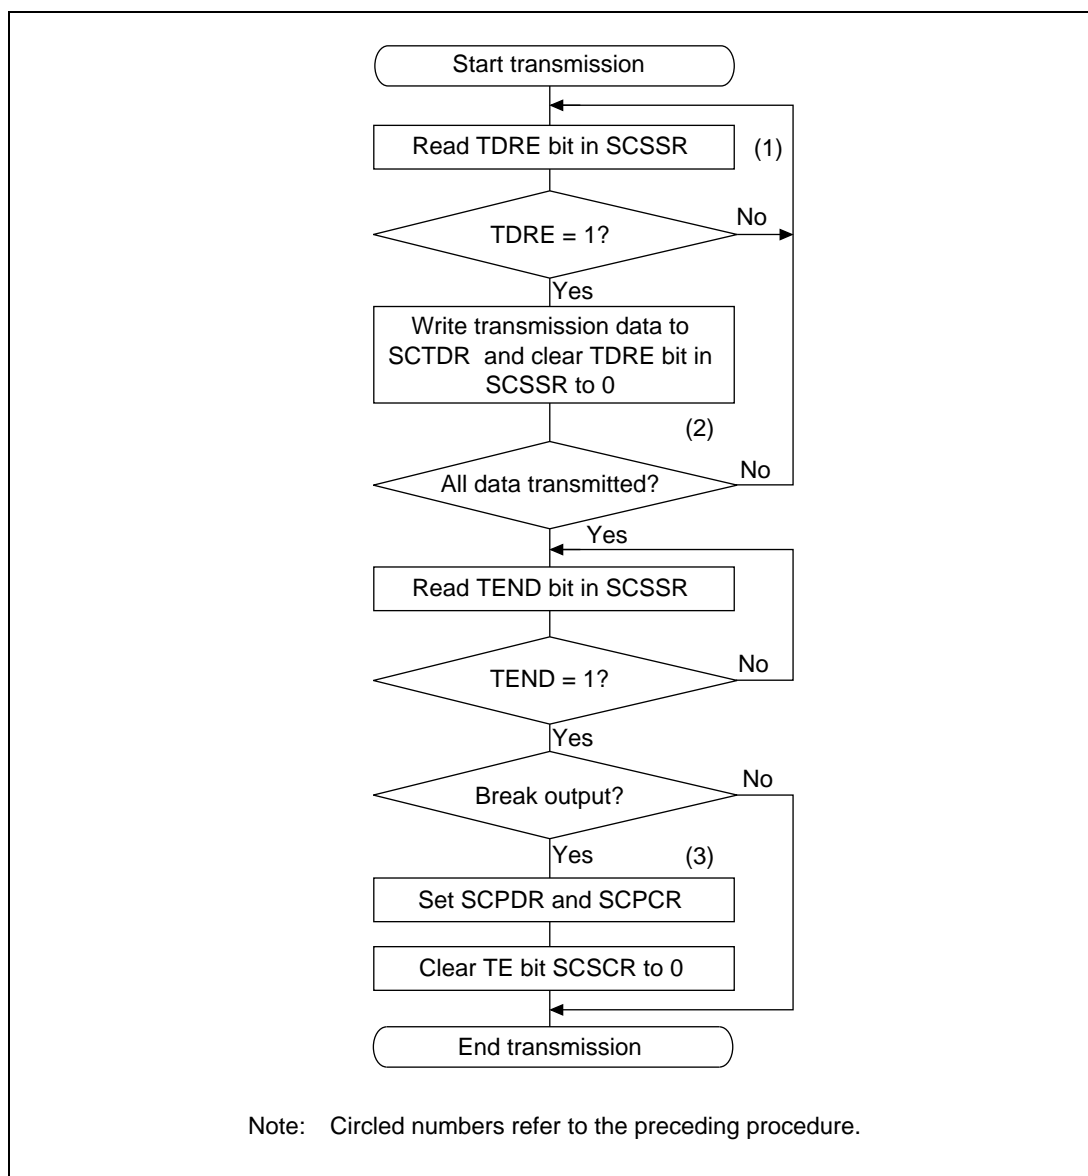 Start transmission
Read TDRE bit in SCSSR
(1)
No
TDRE = 1?
Yes
Write transmission data to
SCTDR and clear TDRE bit in
SCSSR to 0
(2)
No
All data transmitted?
Yes
Read TEND bit in SCSSR
No
TEND = 1?
Yes
No
Break output?
Yes
(3)
Set SCPDR and SCPCR
Clear TE bit SCSCR to 0
End transmission
Note: Circled numbers refer to the preceding procedure.